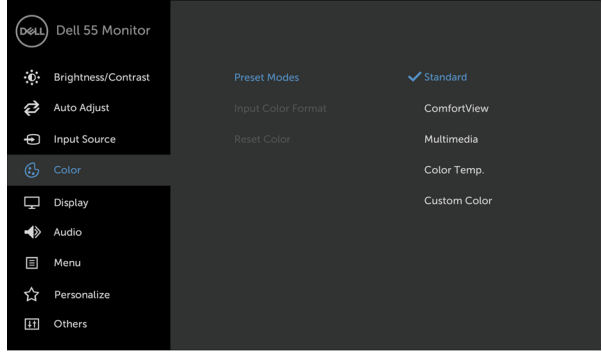 DELL Dell 55 Monitor
Brightness/Contrast Preset Modes Standard
Auto Adjust Input Color Format ComfortView
Input Source Reset Color Multimedia
Color Color Temp.
Display Custom Color
Audio
Menu
Personalize
Others